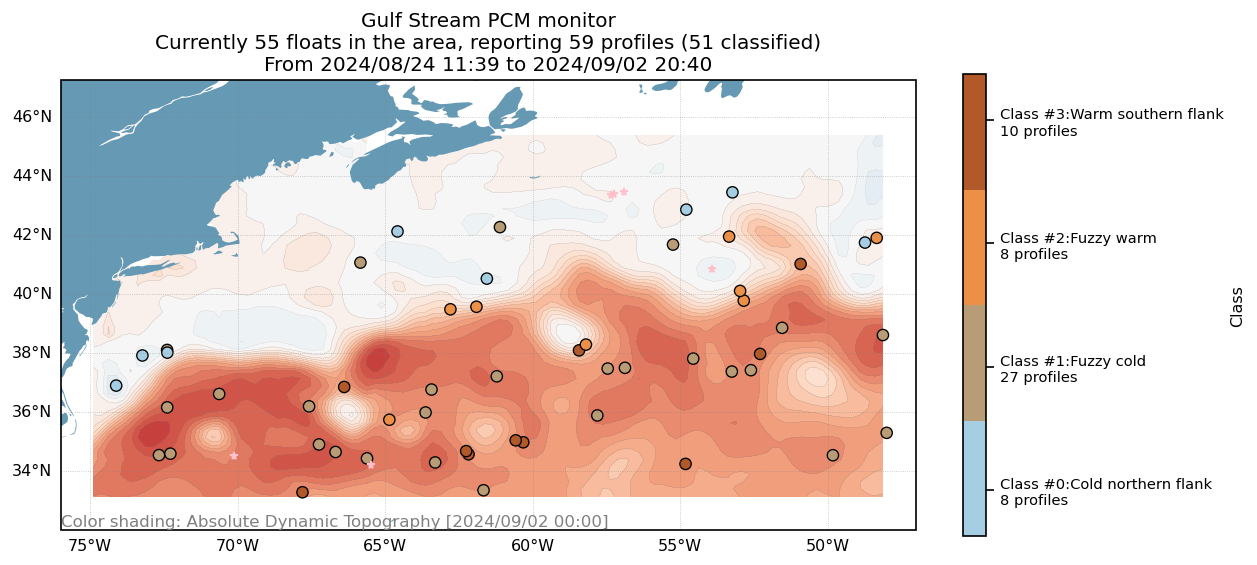 Gulf Stream PCM monitor
Currently 55 floats in the area, reporting 59 profiles (51 classified)
From 2024/08/24 11:39 to 2024/09/02 20:40
46°N
44°N
42°N
40°N
38°N
36°N
34°N
Color shading: Absolute Dynamic Topography [2024/09/02 00:00]
75°W
70°W
65°W
60°W
55°W
50°W
Class #3:Warm southern flank
10 profiles
Class #2:Fuzzy warm
8 profiles
Class #1:Fuzzy cold
27 profiles
Class #0:Cold northern flank
8 profiles
Class